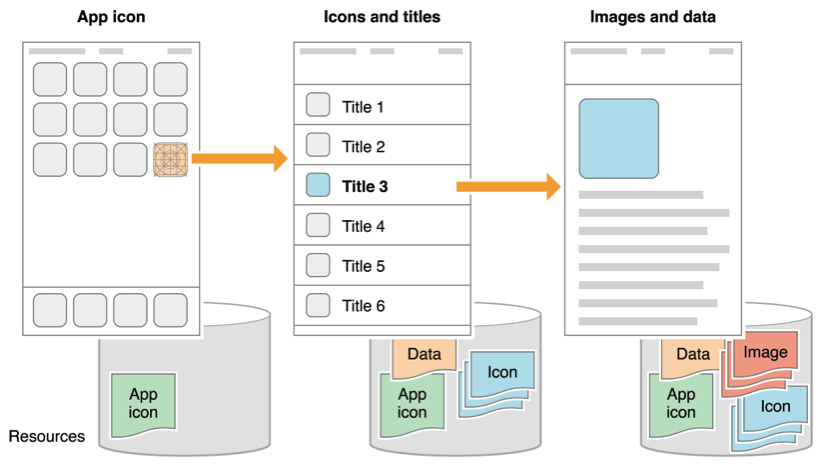 App icon
Icons and titles
Images and data
Title 1
Title 2
Title 3
Title 4
Title 5
Title 6
Resources
App
icon
Data
App
icon
Icon
Data
Image
App
icon
Icon